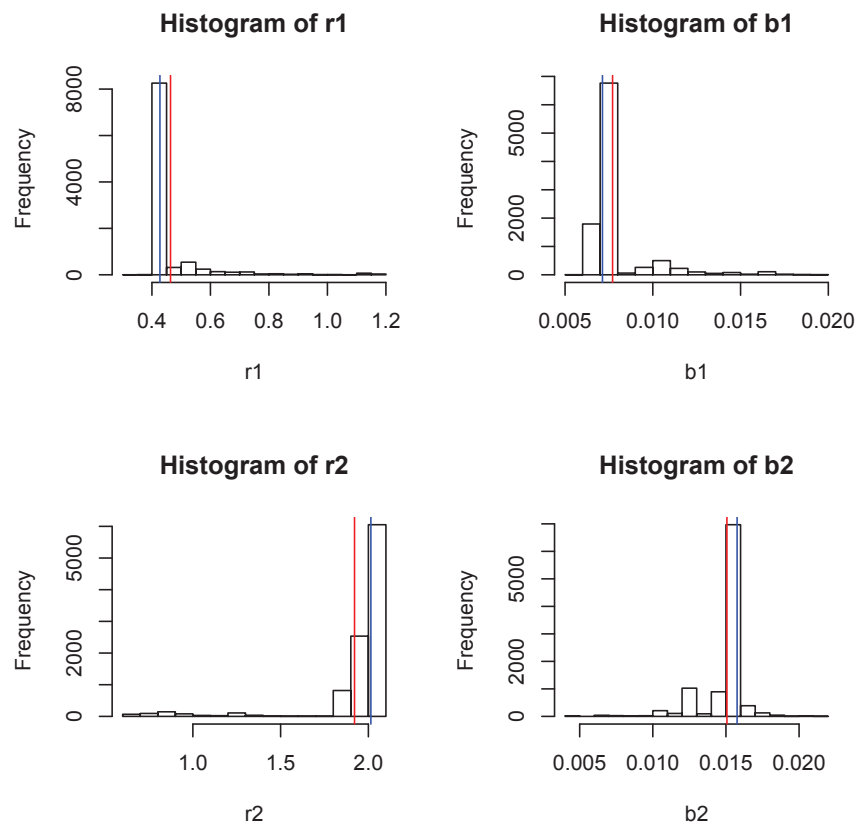 Histogram of r1
Frequency
0 4000 8000
0.4 0.6 0.8 1.0 1.2
r1
Histogram of b1
Frequency
0 2000 5000
0.005 0.010 0.015 0.020
b1
Histogram of r2
Frequency
0 2000 5000
1.0 1.5 2.0
r2
Histogram of b2
Frequency
0 2000 5000
0.005 0.010 0.015 0.020
b2